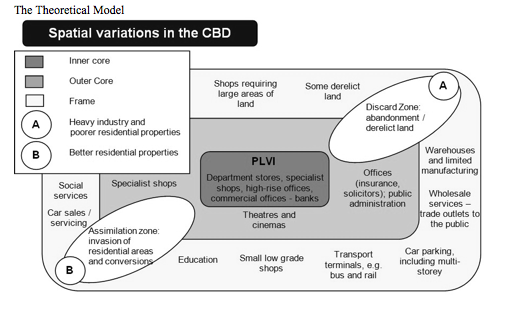 The Theoretical Model
Spatial variations in the CBD
Inner core
Outer Core
Frame
A
Heavy industry and
poorer residential properties
B
Better residential properties
Shops requiring
large areas of
land
Some derelict
land
A
Discard Zone:
abandonment /
derelict land
PLVI
Department stores, specialist
shops, high-rise offices,
commercial offices - banks
Theatres and
cinemas
Specialist shops
Offices
(insurance,
solicitors); public
administration
Warehouses
and limited
manufacturing
Wholesale
services –
trade outlets to
the public
Social
services
Car sales /
servicing
Assimilation zone:
invasion of
residential areas
and conversions
B
Education
Small low grade
shops
Transport
terminals, e.g.
bus and rail
Car parking,
including multi-
storey